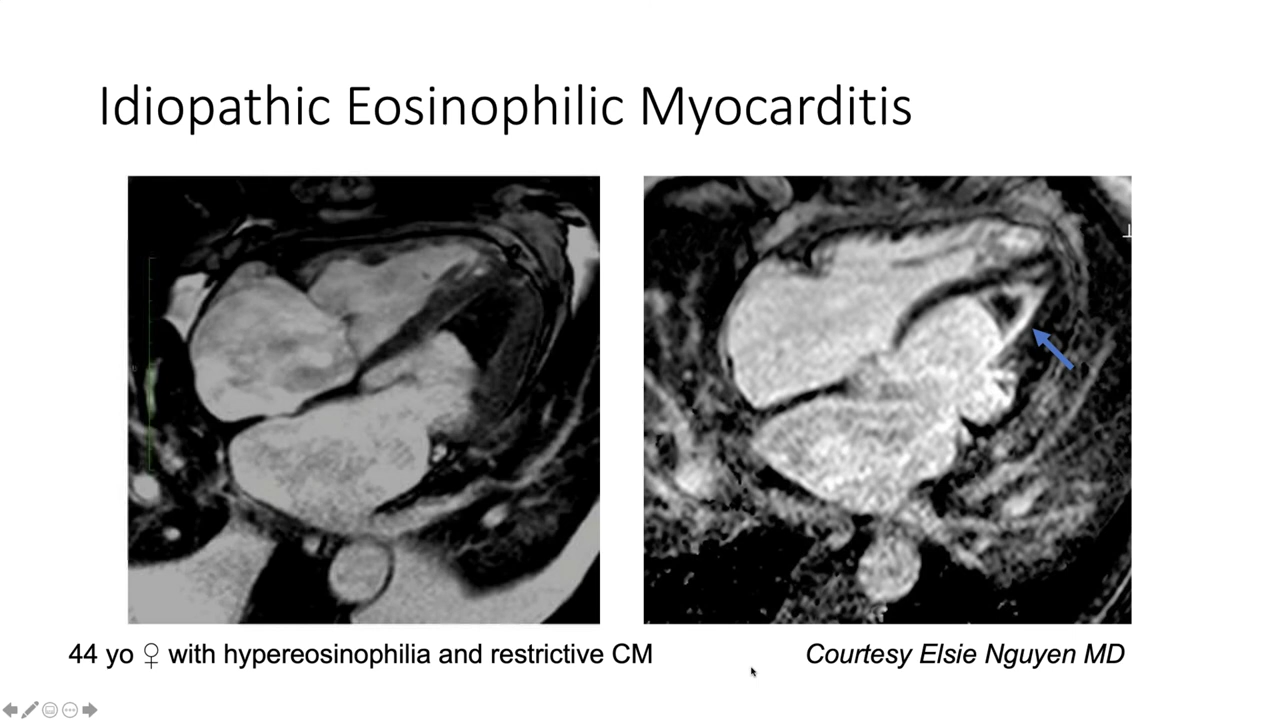 Idiopathic Eosinophilic Myocarditis
44 yo ♀ with hypereosinophilia and restrictive CM
Courtesy Elsie Nguyen MD